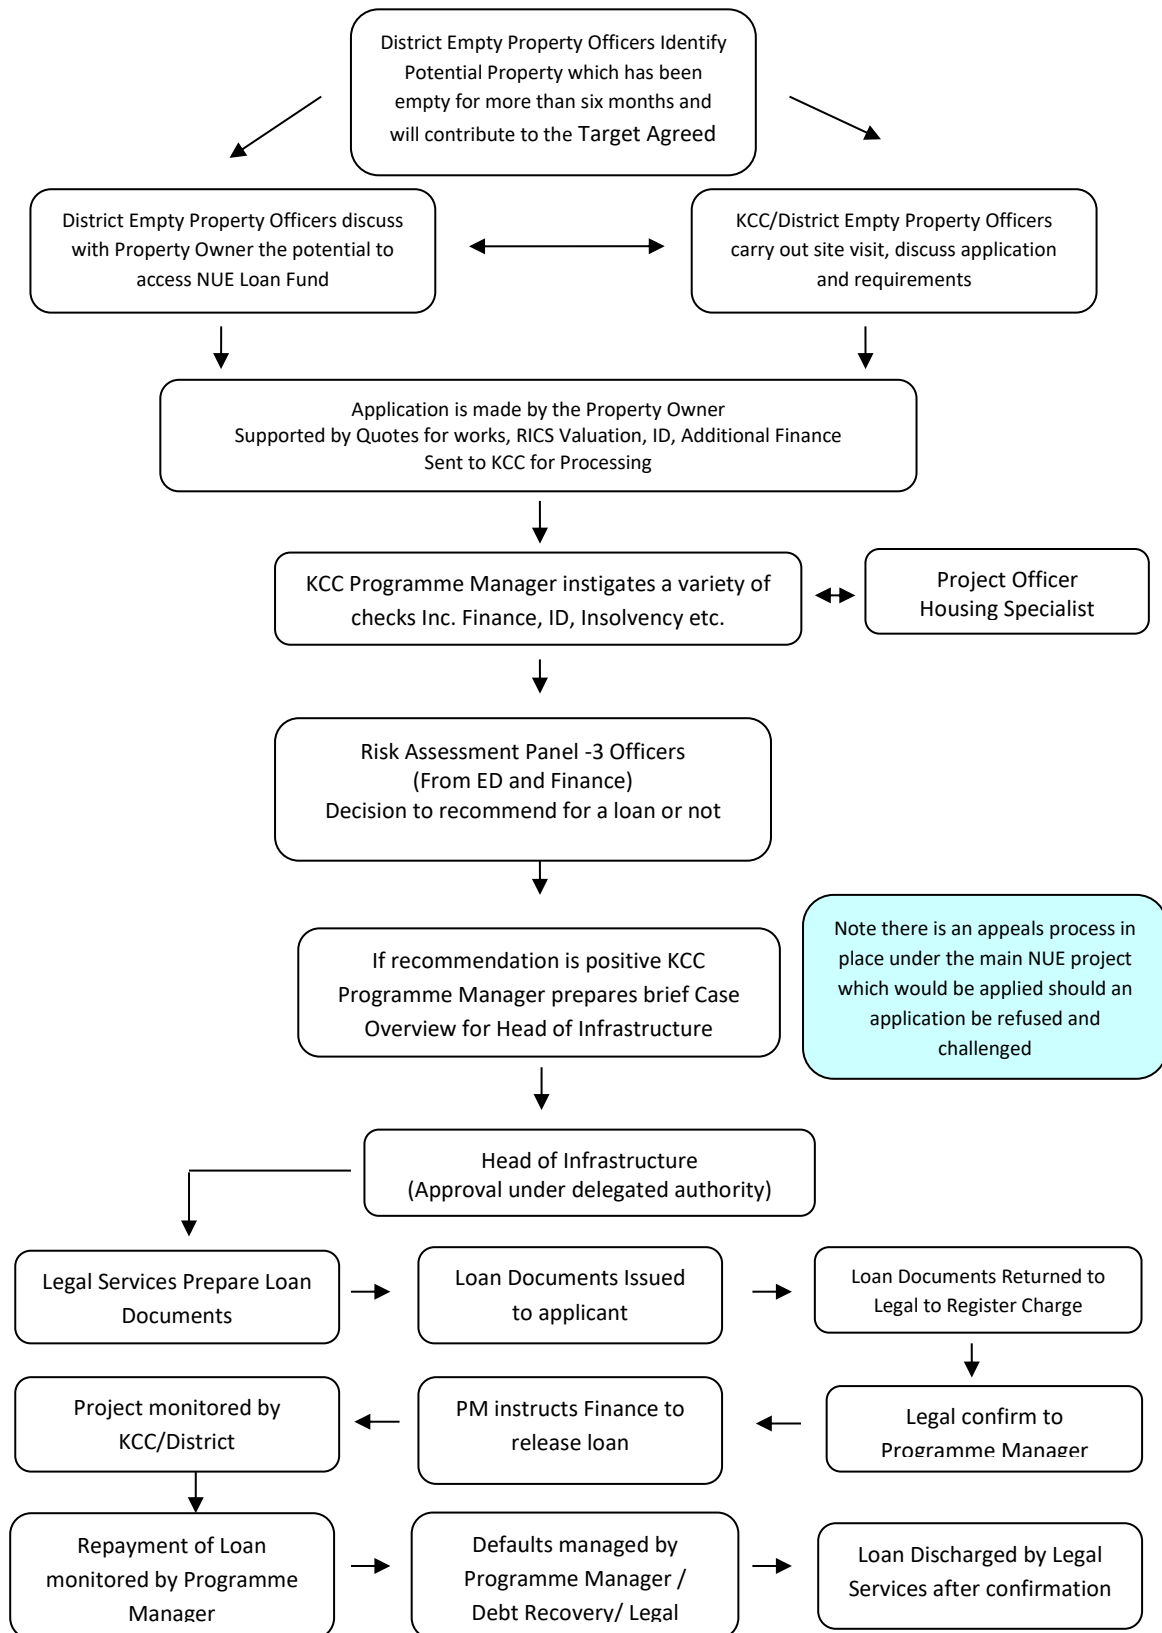 District Empty Property Officers Identify
Potential Property which has been
empty for more than six months and
will contribute to the Target Agreed
District Empty Property Officers discuss
with Property Owner the potential to
access NUE Loan Fund
KCC/District Empty Property Officers
carry out site visit, discuss application
and requirements
Application is made by the Property Owner
Supported by Quotes for works, RICS Valuation, ID, Additional Finance
Sent to KCC for Processing
KCC Programme Manager instigates a variety of
checks Inc. Finance, ID, Insolvency etc.
Project Officer
Housing Specialist
Risk Assessment Panel -3 Officers
(From ED and Finance)
Decision to recommend for a loan or not
If recommendation is positive KCC
Programme Manager prepares brief Case
Overview for Head of Infrastructure
Note there is an appeals process in
place under the main NUE project
which would be applied should an
application be refused and
challenged
Head of Infrastructure
(Approval under delegated authority)
Legal Services Prepare Loan
Documents
Loan Documents Issued
to applicant
Loan Documents Returned to
Legal to Register Charge
Project monitored by
KCC/District
PM instructs Finance to
release loan
Legal confirm to
Programme Manager
Repayment of Loan
monitored by Programme
Manager
Defaults managed by
Programme Manager /
Debt Recovery/ Legal
Loan Discharged by Legal
Services after confirmation